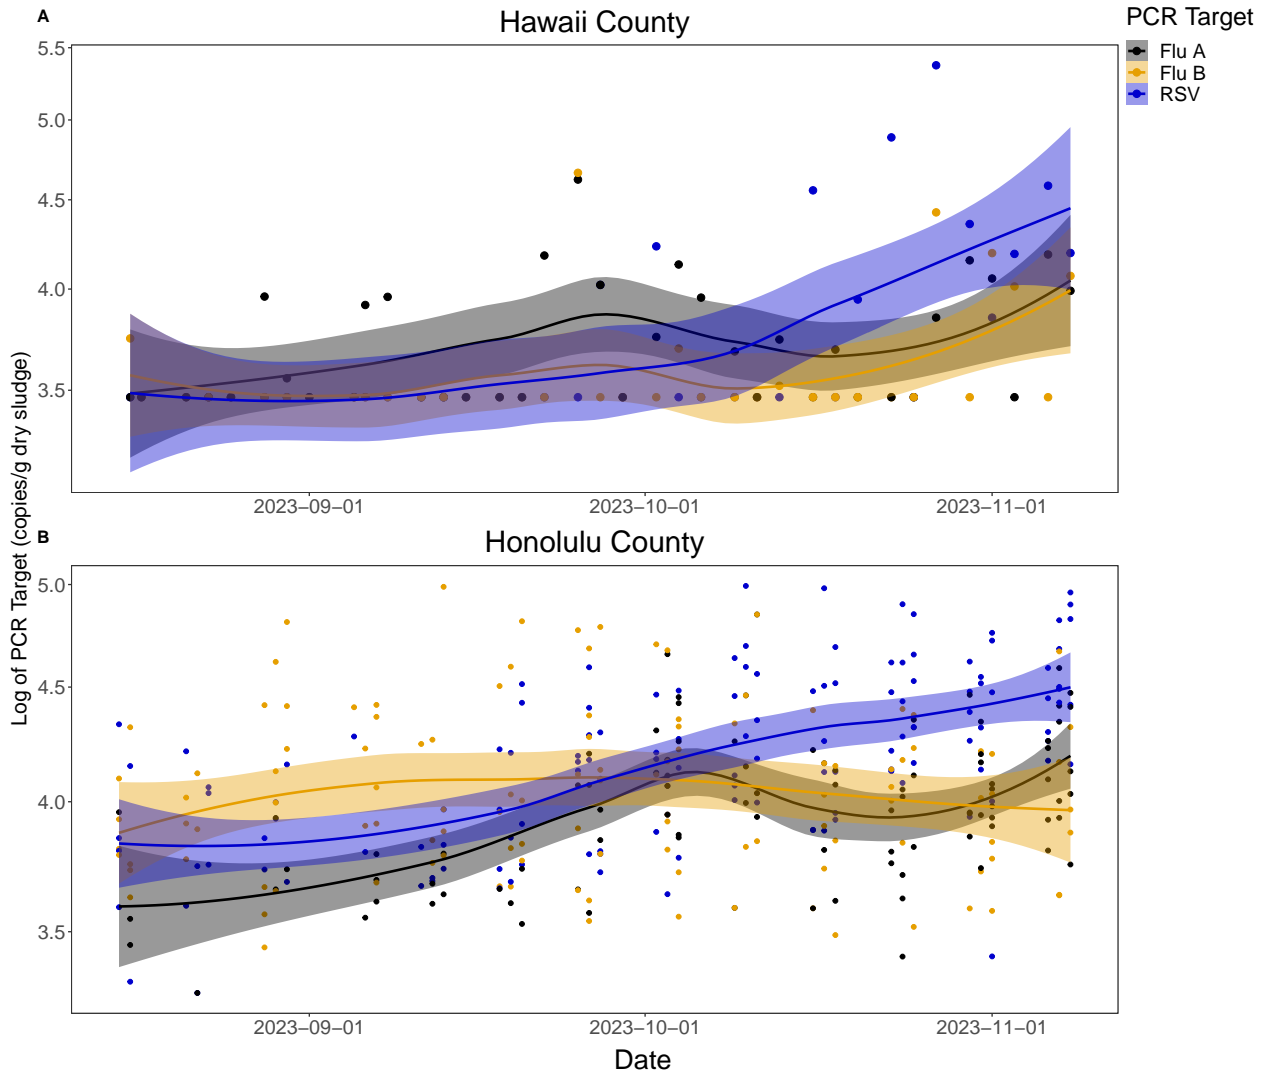 A
Hawaii County
PCR Target
Flu A
Flu B
RSV
5.5
5.0
4.5
4.0
3.5
2023−09−01
2023−10−01
2023−11−01
Log of PCR Target (copies/g dry sludge)
B
Honolulu County
5.0
4.5
4.0
3.5
2023−09−01
2023−10−01
2023−11−01
Date